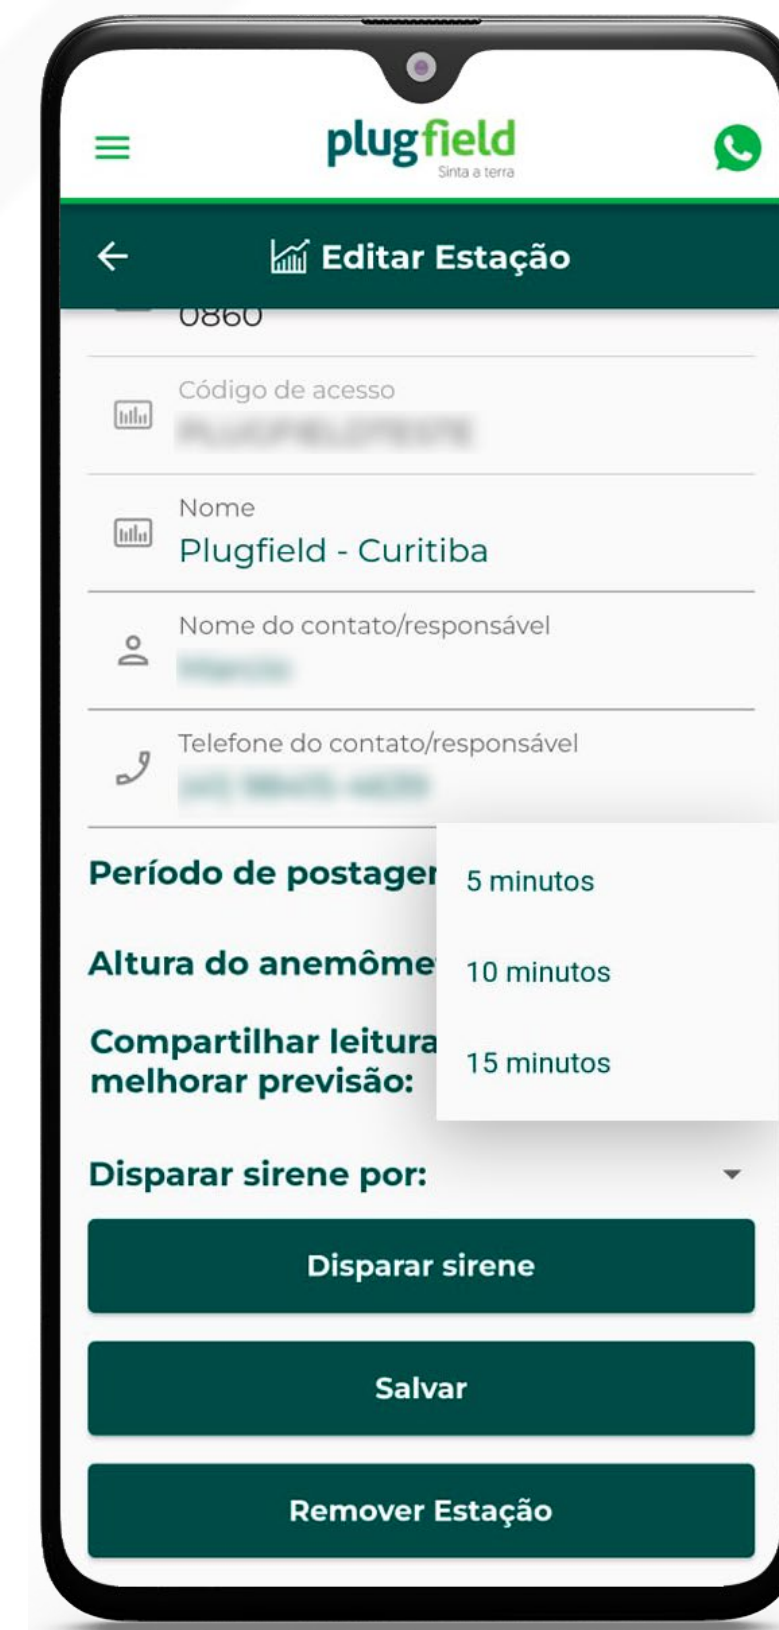 plugfield
Sinta a terra
Editar Estação
0860
Código de acesso
Nome
Plugfield - Curitiba
Nome do contato/responsável
Telefone do contato/responsável
Período de postagem
5 minutos
Altura do anemôme
10 minutos
Compartilhar leitura
melhorar previsão:
15 minutos
Disparar sirene por:
Disparar sirene
Salvar
Remover Estação